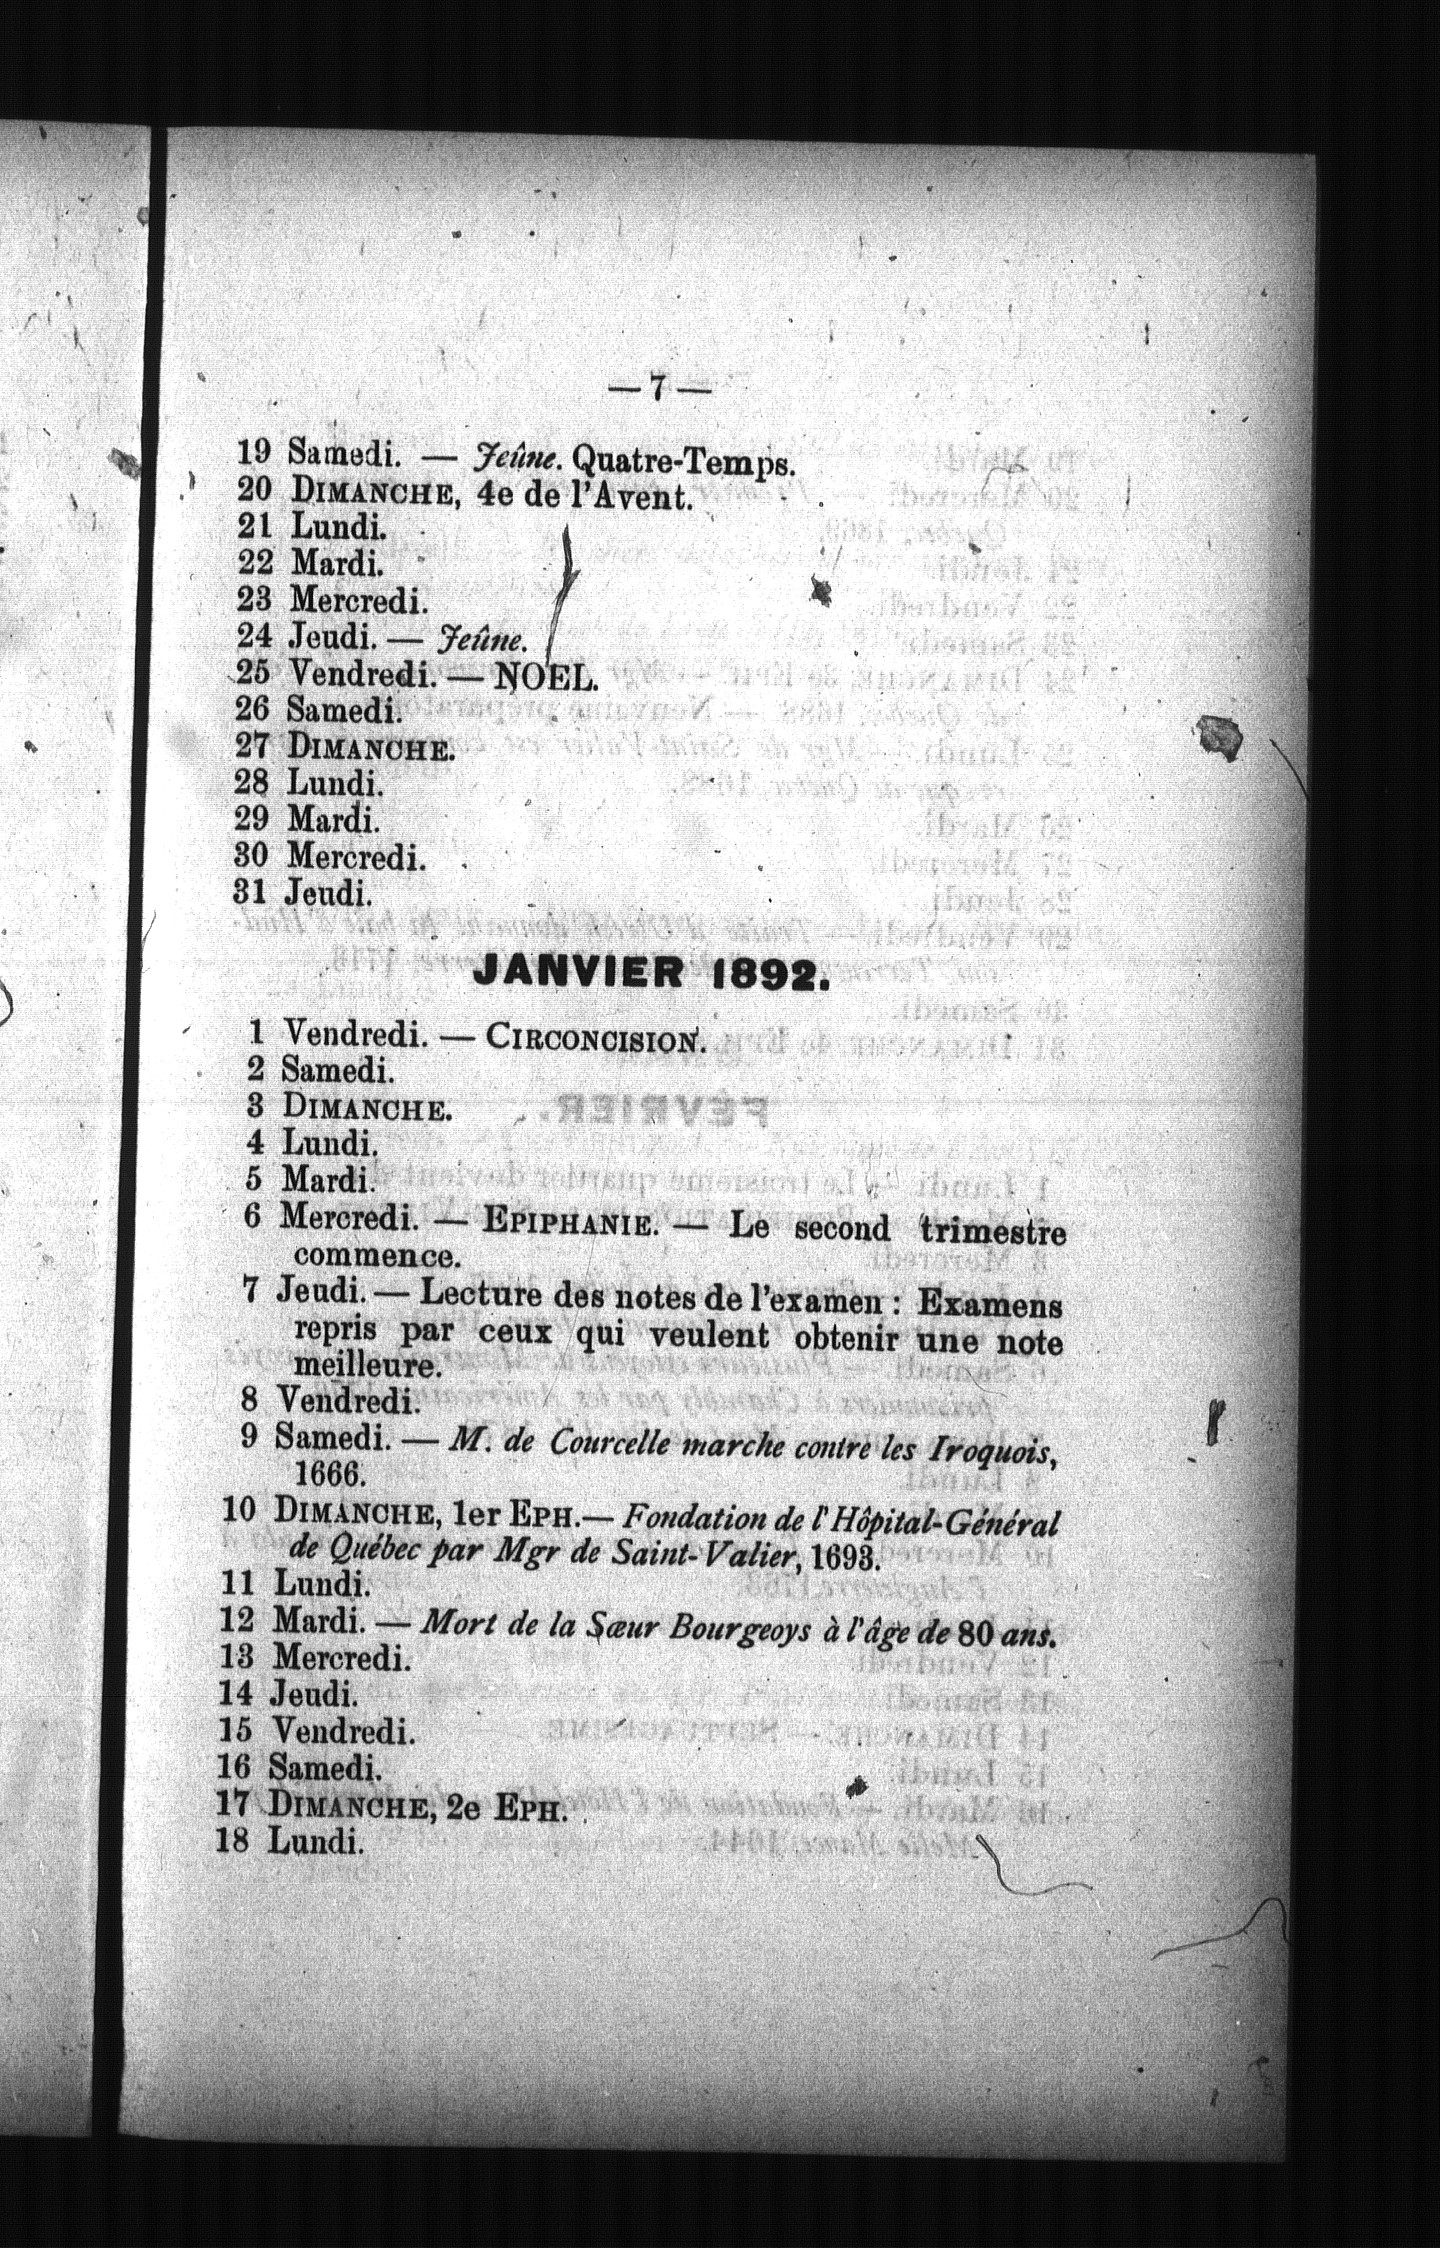 — 7 —
19 Samedi. — Jeûne. Quatre-Temps.
20 DIMANCHE, 4e de l'Avent.
21 Lundi.
22 Mardi.
23 Mercredi.
24 Jeudi. — Jeûne.
25 Vendredi. — NOEL.
26 Samedi.
27 DIMANCHE.
28 Lundi.
29 Mardi.
30 Mercredi.
31 Jeudi.
JANVIER 1892.
1 Vendredi. — CIRCONCISION.
2 Samedi.
3 DIMANCHE.
4 Lundi.
5 Mardi.
6 Mercredi. — EPIPHANIE. — Le second trimestre
commence.
7 Jeudi. — Lecture des notes de l'examen : Examens
repris par ceux qui veulent obtenir une note
meilleure.
8 Vendredi.
9 Samedi. — M. de Courcelle marche contre les Iroquois,
1666.
10 DIMANCHE, 1er EPH. — Fondation de l'Hôpital-Général
de Québec par Mgr de Saint-Valier, 1693.
11 Lundi.
12 Mardi. — Mort de la Sœur Bourgeoys à l'âge de 80 ans.
13 Mercredi.
14 Jeudi.
15 Vendredi.
16 Samedi.
17 DIMANCHE, 2e EPH.
18 Lundi.